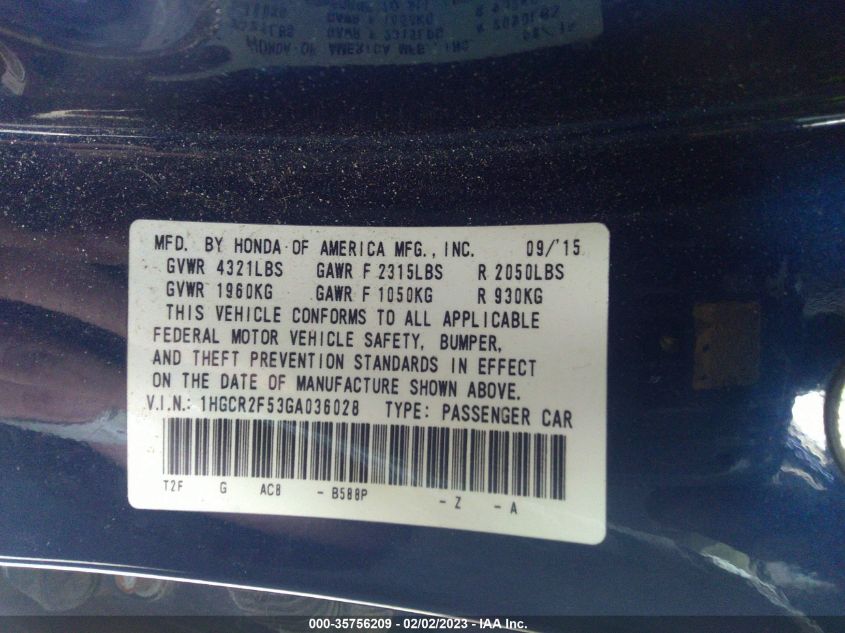 MFD. BY HONDA OF AMERICA MFG., INC. 09/'15
GVWR 4321LBS GAWR F 2315LBS R 2050LBS
GVWR 1960KG GAWR F 1050KG R 930KG
THIS VEHICLE CONFORMS TO ALL APPLICABLE
FEDERAL MOTOR VEHICLE SAFETY, BUMPER,
AND THEFT PREVENTION STANDARDS IN EFFECT
ON THE DATE OF MANUFACTURE SHOWN ABOVE.
V.I.N.: 1HGCR2F53GA036028 TYPE: PASSENGER CAR
T2F G AC8 - B588P - Z - A
000-35756209 - 02/02/2023 - IAA Inc.